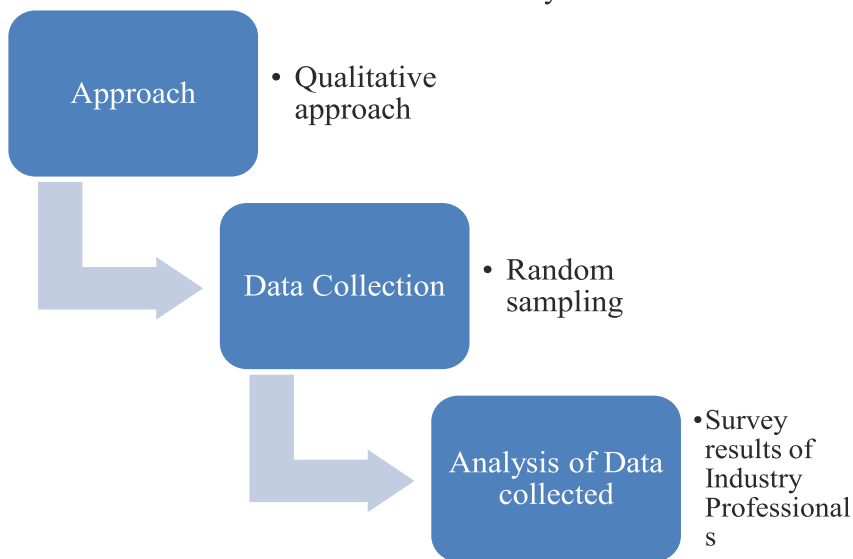 Approach
• Qualitative
approach
Data Collection
• Random
sampling
Analysis of Data
collected
•Survey
results of
Industry
Professional
s